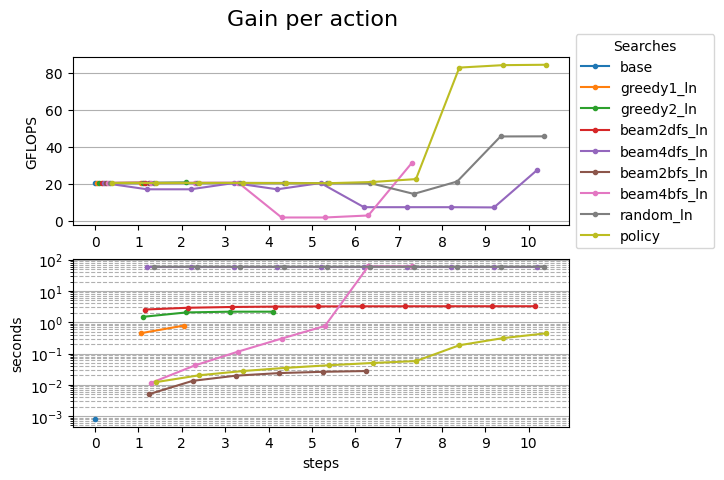 Gain per action
GFLOPS
80
60
40
20
0
0 1 2 3 4 5 6 7 8 9 10
Searches
base
greedy1_ln
greedy2_ln
beam2dfs_ln
beam4dfs_ln
beam2bfs_ln
beam4bfs_ln
random_ln
policy
seconds
10²
10¹
10⁰
10⁻¹
10⁻²
10⁻³
0 1 2 3 4 5 6 7 8 9 10
steps